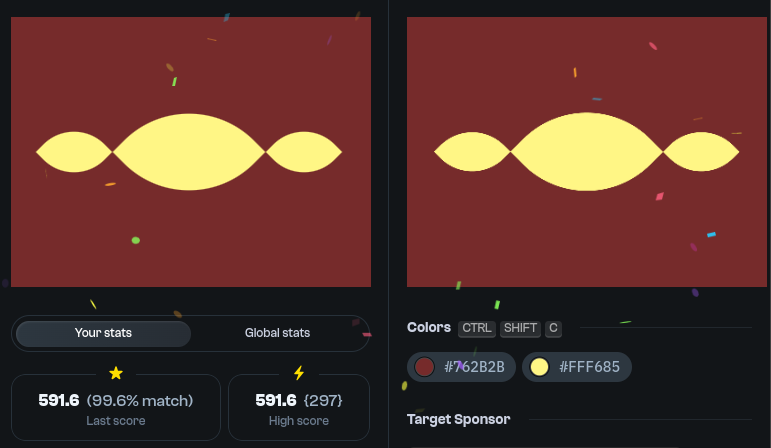 Your stats
Global stats
591.6 (99.6% match)
Last score
591.6 {297}
High score
Colors CTRL SHIFT C
#762B2B
#FFF685
Target Sponsor